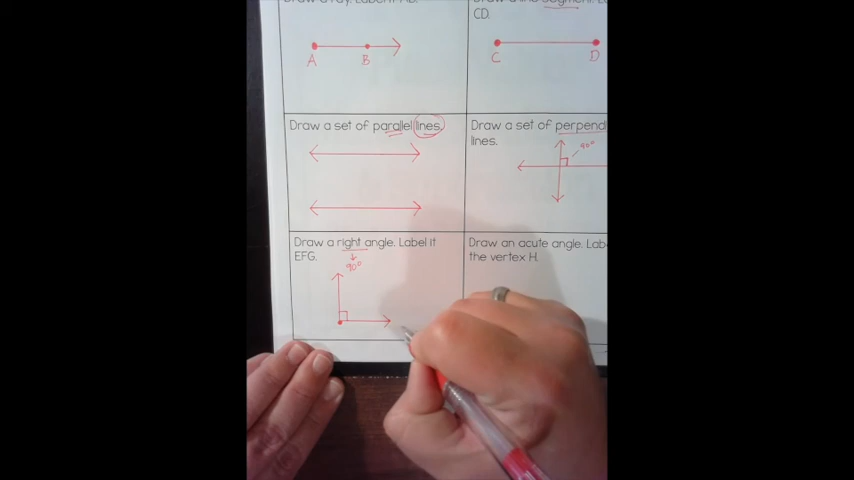 CD.
A
B
C
D
Draw a set of parallel lines.
Draw a set of perpend
lines.
90°
Draw a right angle. Label it
EFG.
90°
Draw an acute angle. Lab
the vertex H.